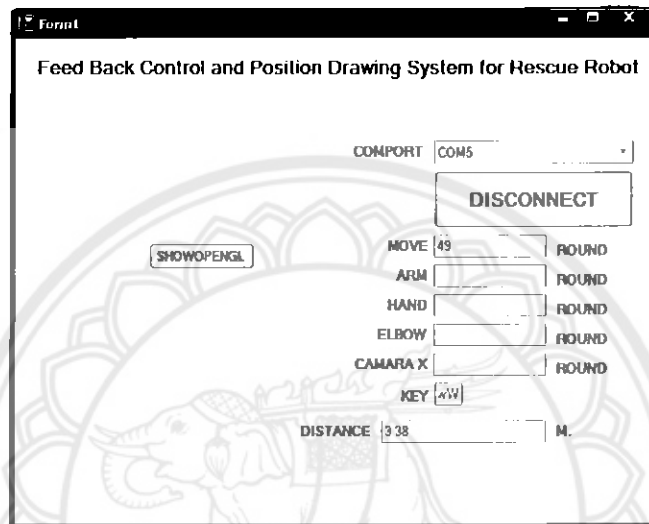 Form1
Feed Back Control and Position Drawing System for Rescue Robot
COMPORT COM5
DISCONNECT
SHOWOPENGL
MOVE 49 ROUND
ARM ROUND
HAND ROUND
ELBOW ROUND
CAMARA X ROUND
KEY
DISTANCE 3.38 M.